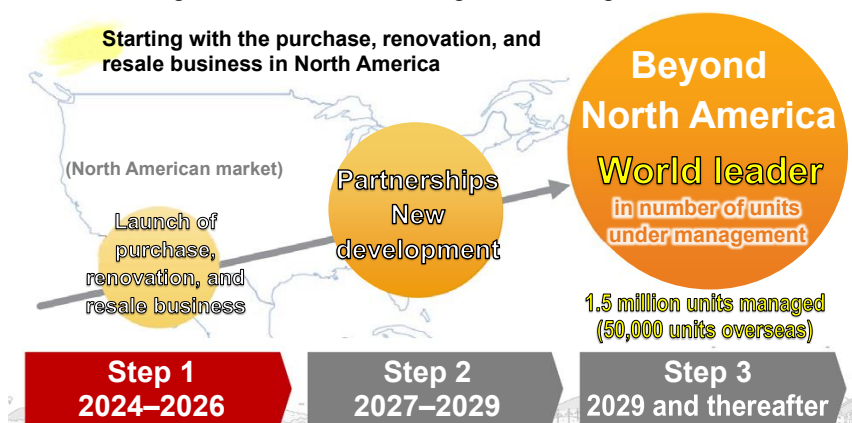 Starting with the purchase, renovation, and
resale business in North America
(North American market)
Launch of
purchase,
renovation, and
resale business
Partnerships
New
development
Beyond
North America
World leader
in number of units
under management
1.5 million units managed
(50,000 units overseas)
Step 1
2024–2026
Step 2
2027–2029
Step 3
2029 and thereafter